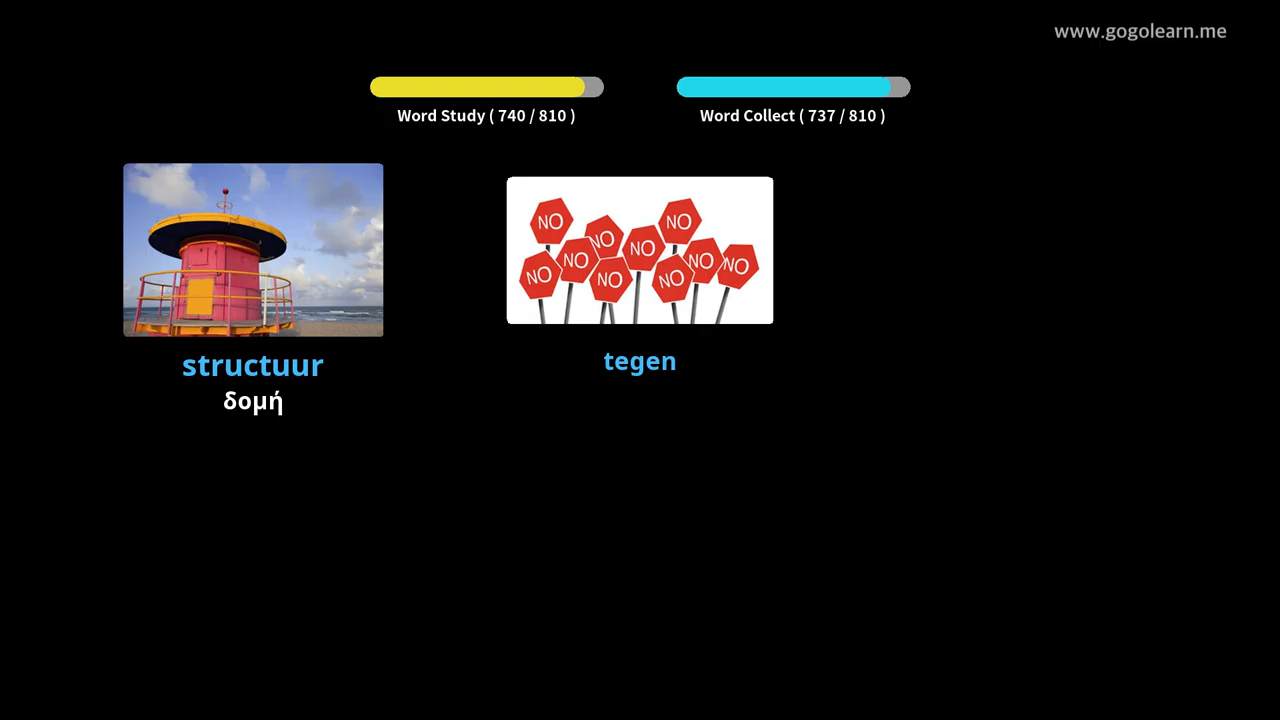 www.gogolearn.me
Word Study ( 740 / 810 )
Word Collect ( 737 / 810 )
NO
NO
NO
NO
NO
NO
NO
NO
NO
NO
structuur
δομή
tegen